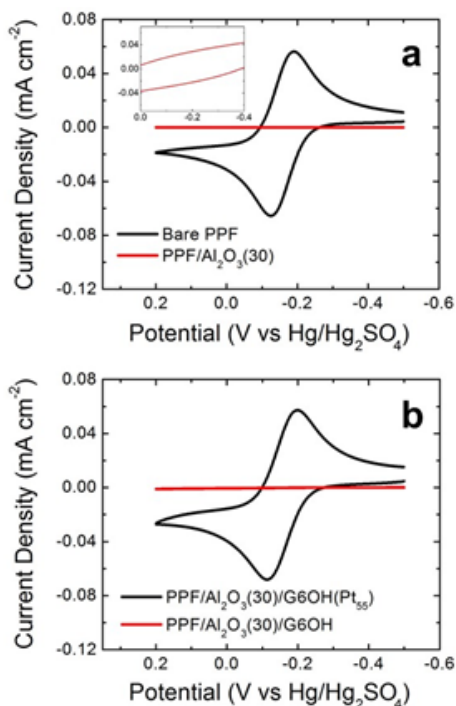 a
0.04
0.00
-0.04
0.0
-0.2
-0.4
0.08
0.04
0.00
-0.04
-0.08
-0.12
Current Density (mA cm⁻²)
Bare PPF
PPF/Al₂O₃(30)
0.2 0.0 -0.2 -0.4 -0.6
Potential (V vs Hg/Hg₂SO₄)
b
0.08
0.04
0.00
-0.04
-0.08
-0.12
Current Density (mA cm⁻²)
PPF/Al₂O₃(30)/G6OH(Pt₅₅)
PPF/Al₂O₃(30)/G6OH
0.2 0.0 -0.2 -0.4 -0.6
Potential (V vs Hg/Hg₂SO₄)